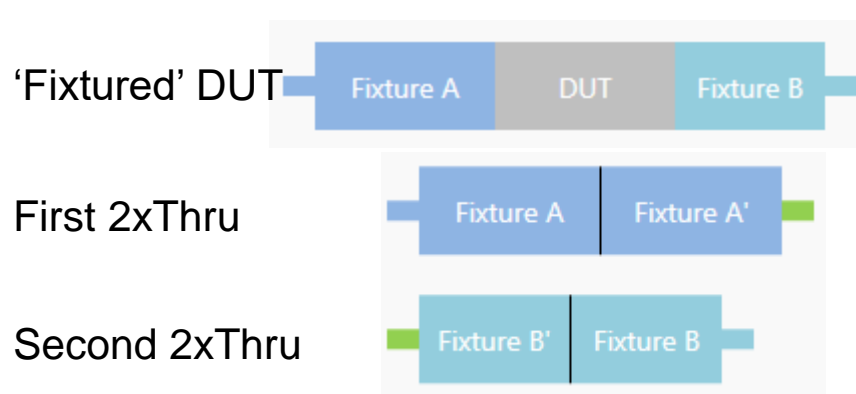 ‘Fixtured’ DUT
Fixture A DUT Fixture B
First 2xThru
Fixture A Fixture A'
Second 2xThru
Fixture B' Fixture B